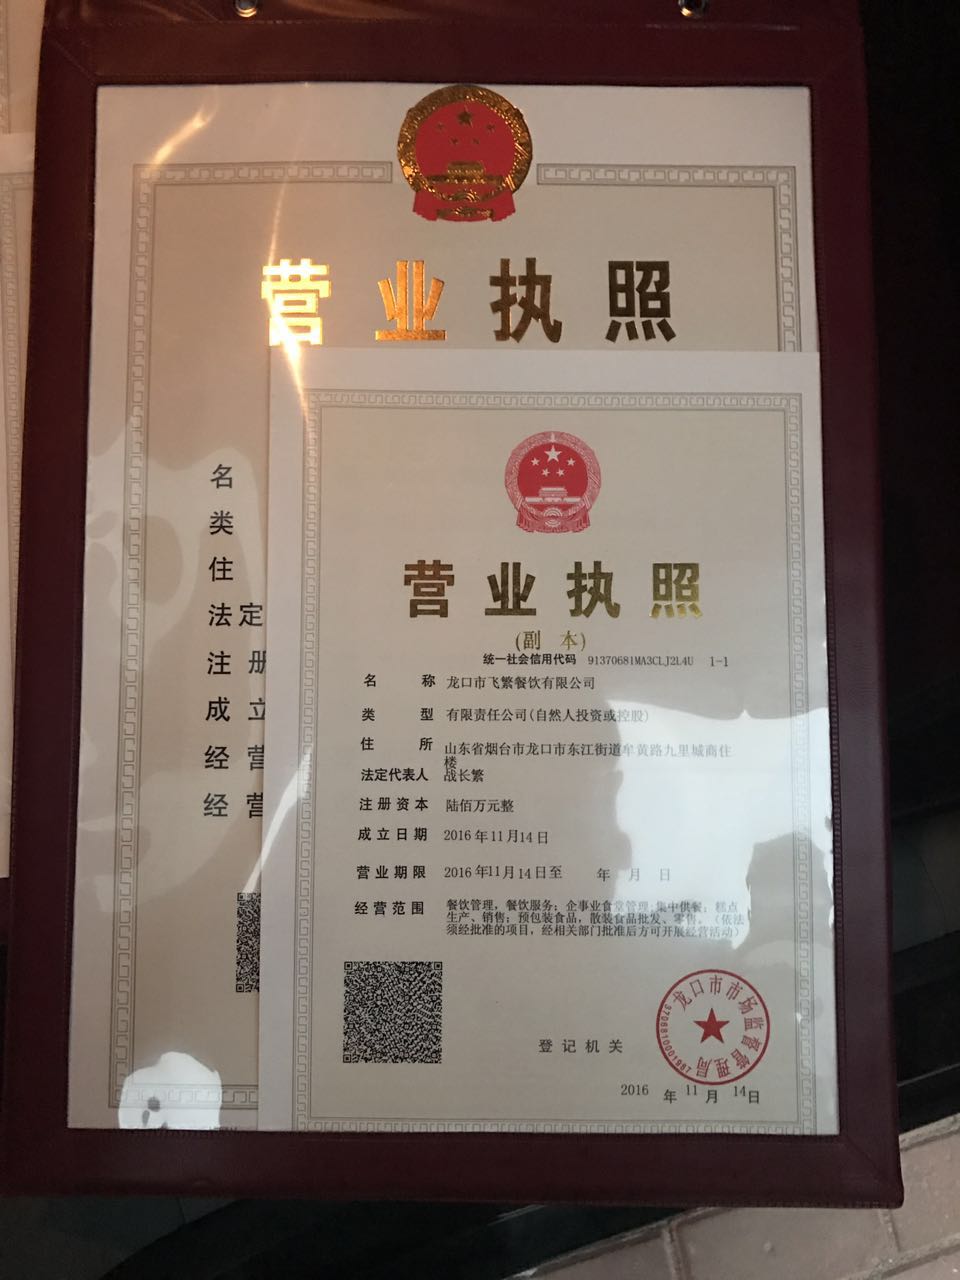 营业执照
名
类
住
法定
注册
成立
经营
经营
营业执照
(副 本)
统一社会信用代码 91370681MA3CLJ2L4U 1-1
名称 龙口市飞繁餐饮有限公司
类型 有限责任公司(自然人投资或控股)
住所 山东省烟台市龙口市东江街道牟黄路九里城商住
楼
法定代表人 战长繁
注册资本 陆佰万元整
成立日期 2016年11月14日
营业期限 2016年11月14日至 年 月 日
经营范围 餐饮管理，餐饮服务；企事业食堂管理;集中供餐；糕点
生产、销售；预包装食品，散装食品批发、零售。（依法
须经批准的项目，经相关部门批准后方可开展经营活动）
登记机关
龙口市市场监督管理局
3706810001987
2016年11月14日